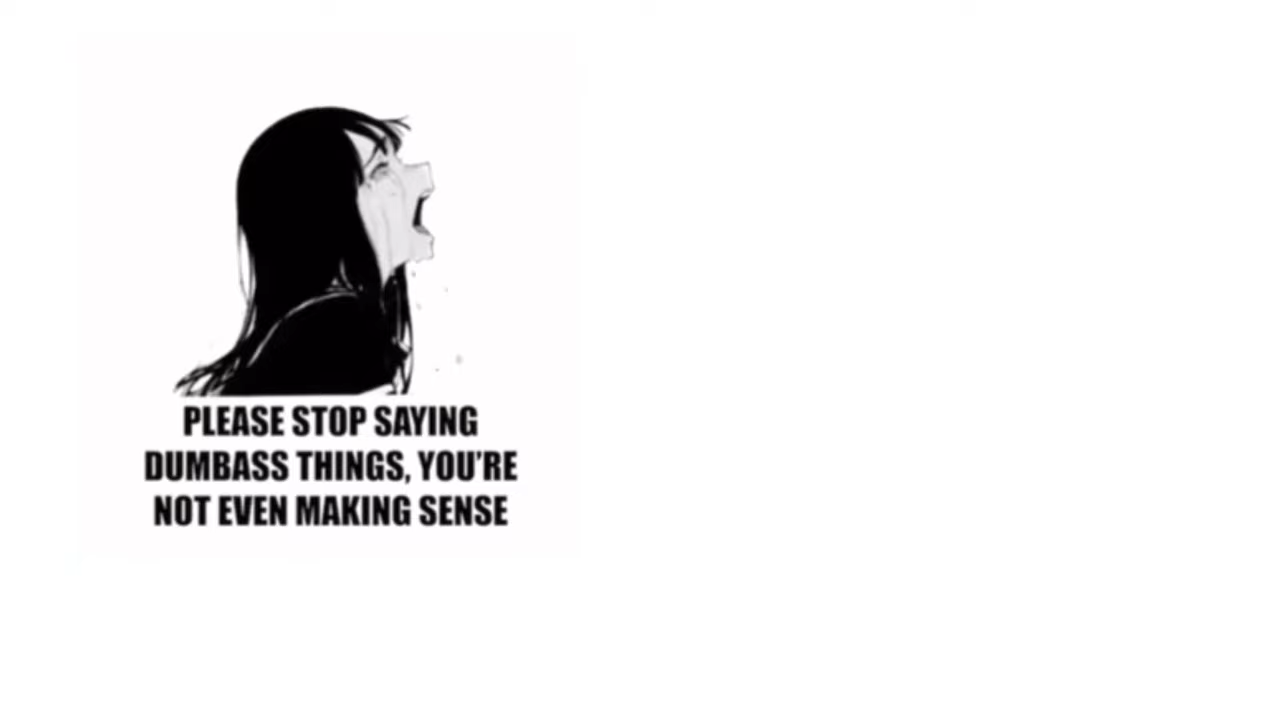 PLEASE STOP SAYING
DUMBASS THINGS, YOU'RE
NOT EVEN MAKING SENSE